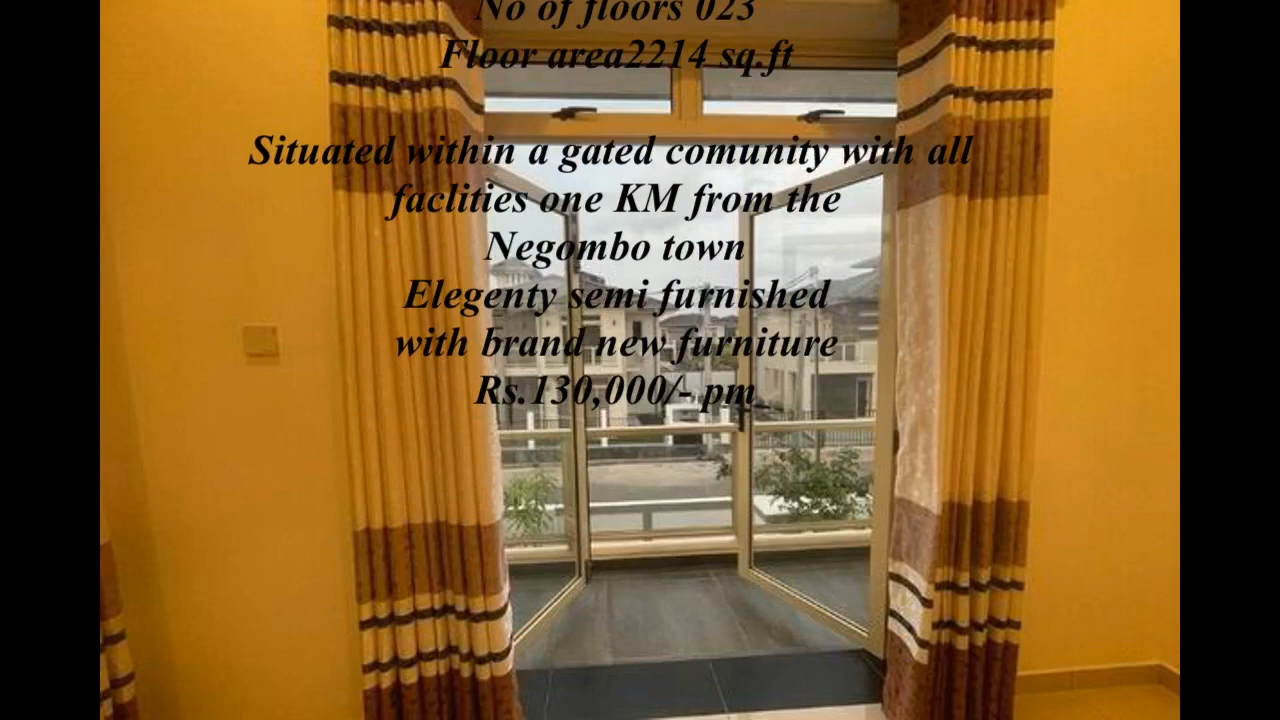 No of floors 023
Floor area2214 sq.ft
Situated within a gated comunity with all
faclities one KM from the
Negombo town
Elegenty semi furnished
with brand new furniture
Rs.130,000/- pm_